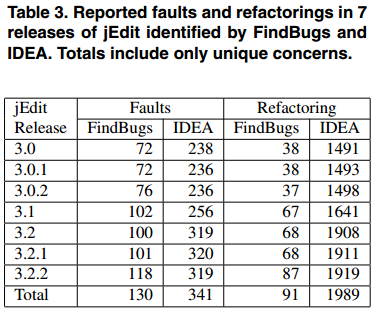 Table 3. Reported faults and refactorings in 7
releases of jEdit identified by FindBugs and
IDEA. Totals include only unique concerns.
jEdit Faults Refactoring
Release FindBugs IDEA FindBugs IDEA
3.0 72 238 38 1491
3.0.1 72 236 38 1493
3.0.2 76 236 37 1498
3.1 102 256 67 1641
3.2 100 319 68 1908
3.2.1 101 320 68 1911
3.2.2 118 319 87 1919
Total 130 341 91 1989